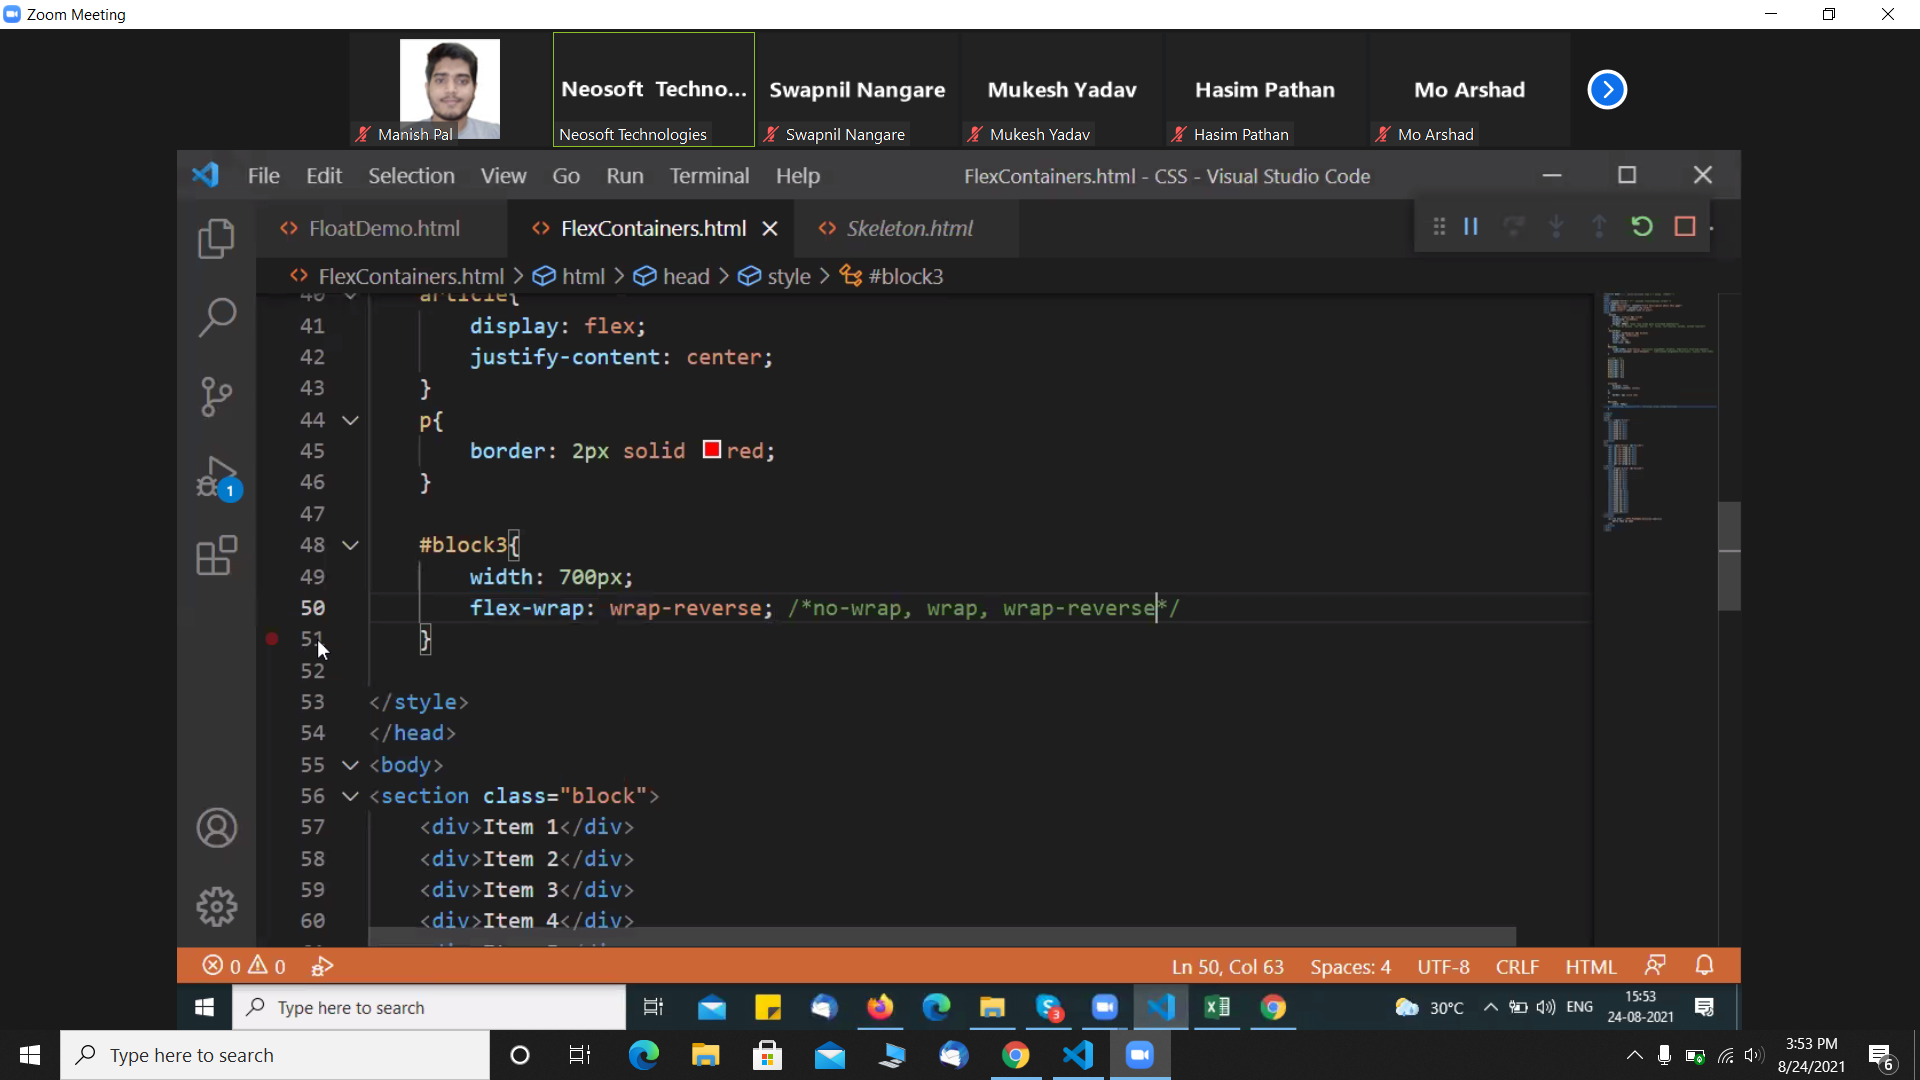 Zoom Meeting
Neosoft Techno...
Swapnil Nangare
Mukesh Yadav
Hasim Pathan
Mo Arshad
Manish Pal
Neosoft Technologies
Swapnil Nangare
Mukesh Yadav
Hasim Pathan
Mo Arshad
File Edit Selection View Go Run Terminal Help
FlexContainers.html - CSS - Visual Studio Code
FloatDemo.html
FlexContainers.html
Skeleton.html
FlexContainers.html > html > head > style > #block3
40 article{
41 display: flex;
42 justify-content: center;
43 }
44 p{
45 border: 2px solid red;
46 }
47
48 #block3{
49 width: 700px;
50 flex-wrap: wrap-reverse; /*no-wrap, wrap, wrap-reverse*/
51 }
52
53 </style>
54 </head>
55 <body>
56 <section class="block">
57 <div>Item 1</div>
58 <div>Item 2</div>
59 <div>Item 3</div>
60 <div>Item 4</div>
1
0 0
Ln 50, Col 63 Spaces: 4 UTF-8 CRLF HTML
Type here to search
3
30°C
ENG
15:53
24-08-2021
Type here to search
3:53 PM
8/24/2021
6